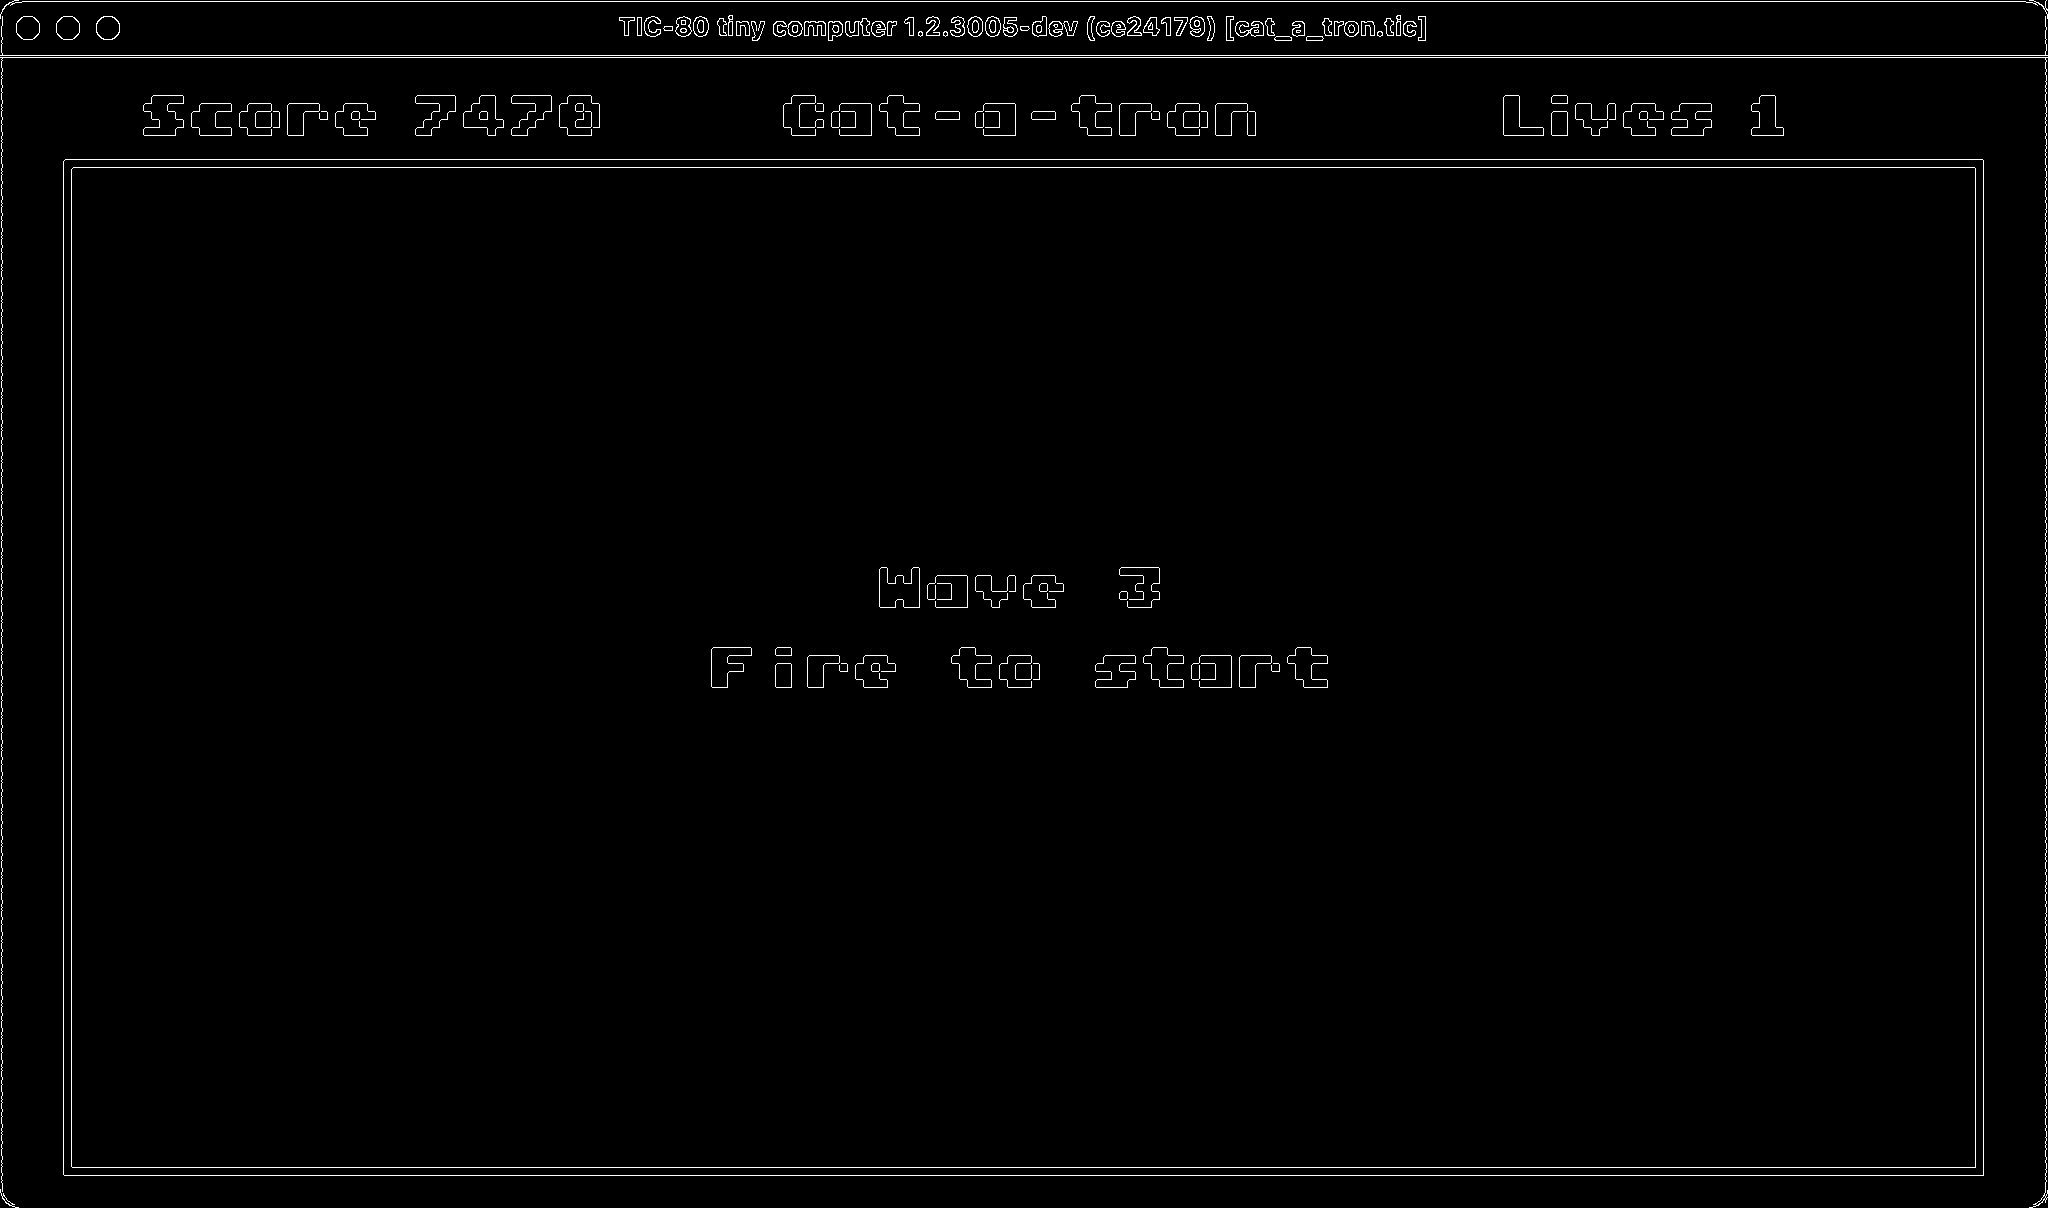 TIC-80 tiny computer 1.2.3005-dev (ce24179) [cat_a_tron.tic]
Score 7470 Cat-a-tron Lives 1
Wave 3
Fire to start